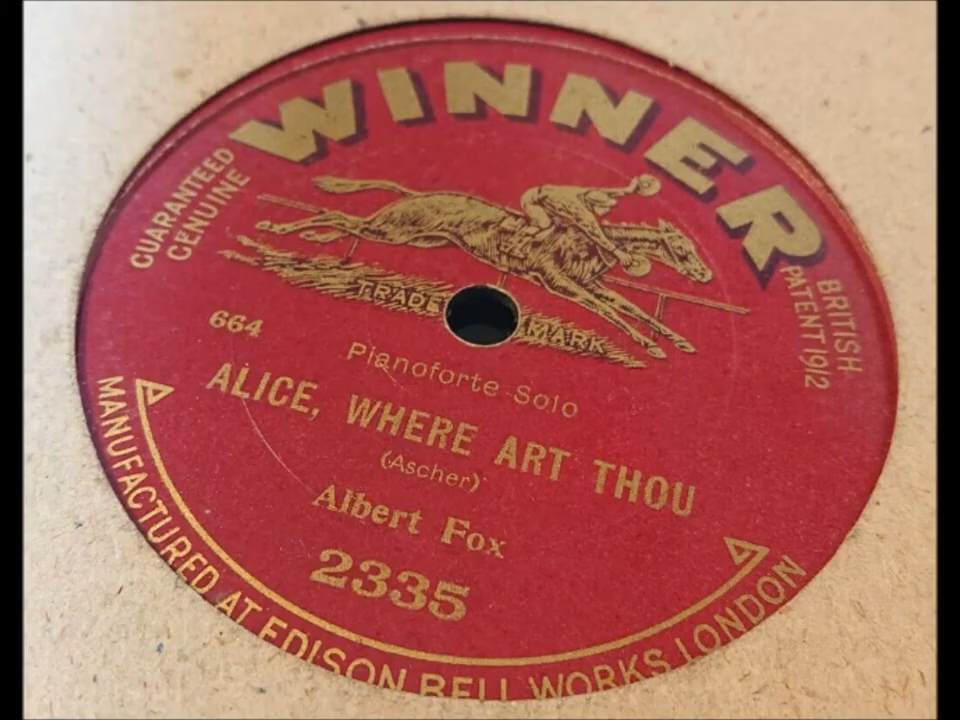 WINNER
GUARANTEED
GENUINE
BRITISH
PATENT 1912
TRADE MARK
664
Pianoforte Solo
ALICE, WHERE ART THOU
(Ascher)
Albert Fox
2335
MANUFACTURED AT EDISON BELL WORKS LONDON